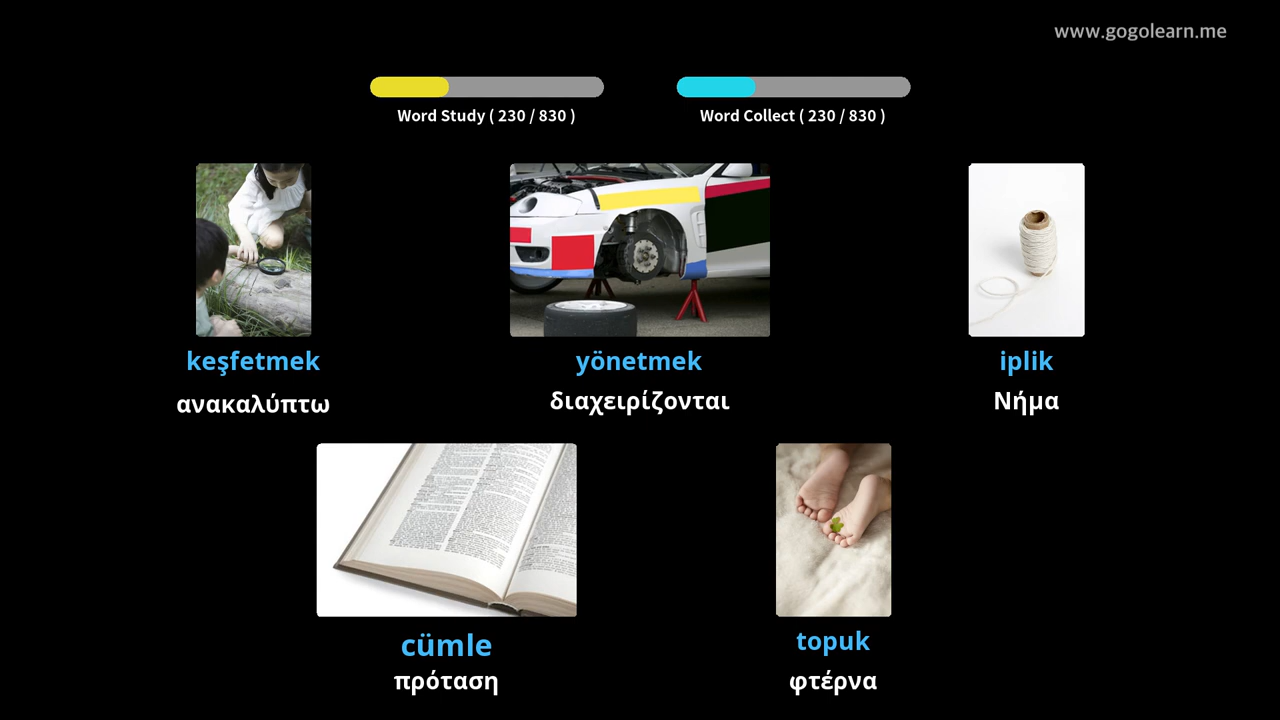 www.gogolearn.me
Word Study ( 230 / 830 )
Word Collect ( 230 / 830 )
keşfetmek
ανακαλύπτω
yönetmek
διαχειρίζονται
iplik
Νήμα
cümle
πρόταση
topuk
φτέρνα